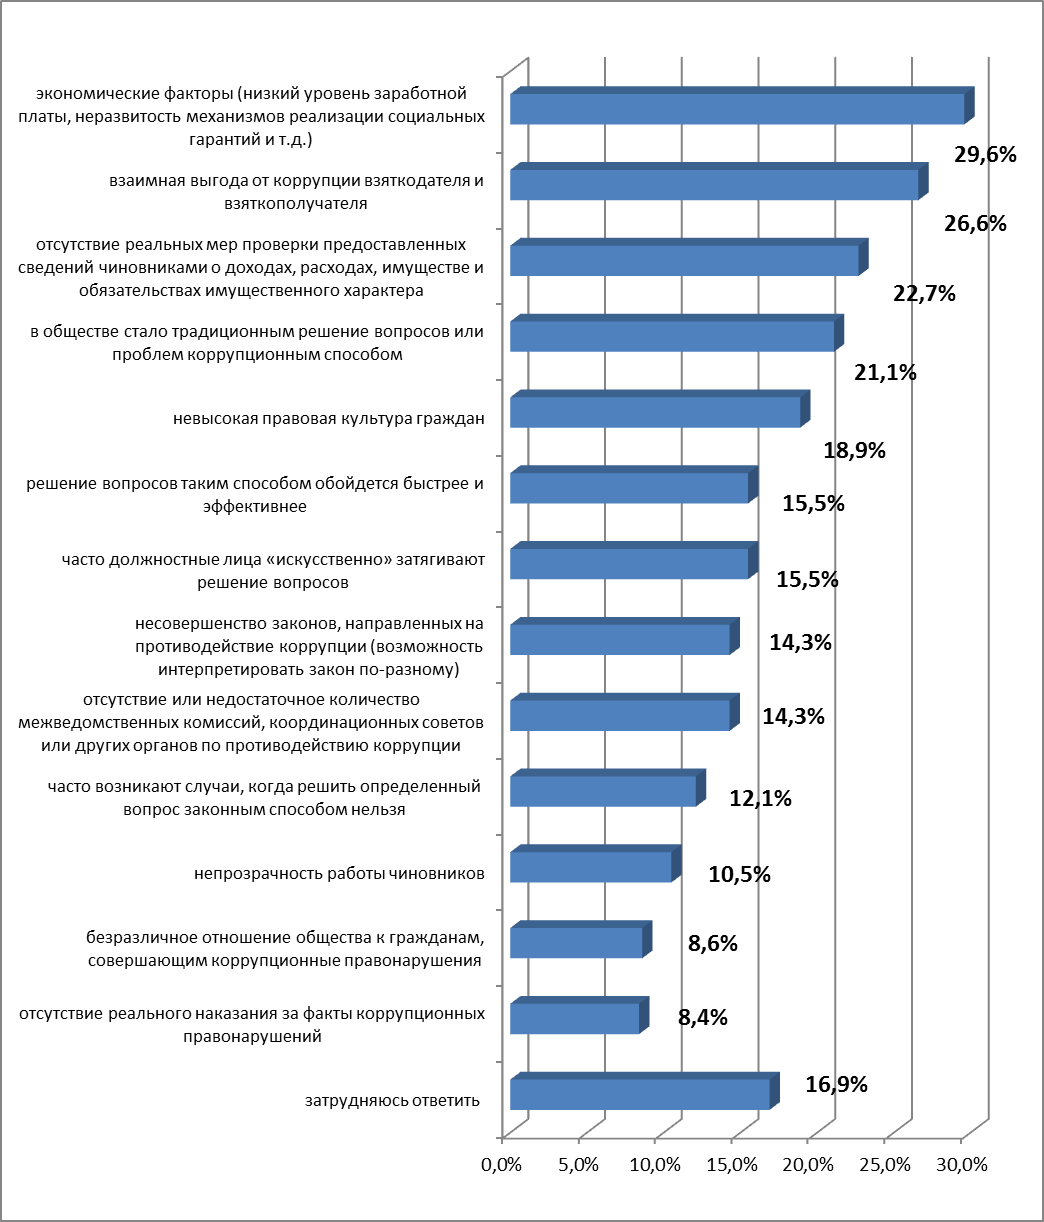 экономические факторы (низкий уровень заработной
платы, неразвитость механизмов реализации социальных
гарантий и т.д.)
29,6%
взаимная выгода от коррупции взяткодателя и
взяткополучателя
26,6%
отсутствие реальных мер проверки предоставленных
сведений чиновниками о доходах, расходах, имуществе и
обязательствах имущественного характера
22,7%
в обществе стало традиционным решение вопросов или
проблем коррупционным способом
21,1%
невысокая правовая культура граждан
18,9%
решение вопросов таким способом обойдется быстрее и
эффективнее
15,5%
часто должностные лица «искусственно» затягивают
решение вопросов
15,5%
несовершенство законов, направленных на
противодействие коррупции (возможность
интерпретировать закон по-разному)
14,3%
отсутствие или недостаточное количество
межведомственных комиссий, координационных советов
или других органов по противодействию коррупции
14,3%
часто возникают случаи, когда решить определенный
вопрос законным способом нельзя
12,1%
непрозрачность работы чиновников
10,5%
безразличное отношение общества к гражданам,
совершающим коррупционные правонарушения
8,6%
отсутствие реального наказания за факты коррупционных
правонарушений
8,4%
затрудняюсь ответить
16,9%
0,0% 5,0% 10,0% 15,0% 20,0% 25,0% 30,0%